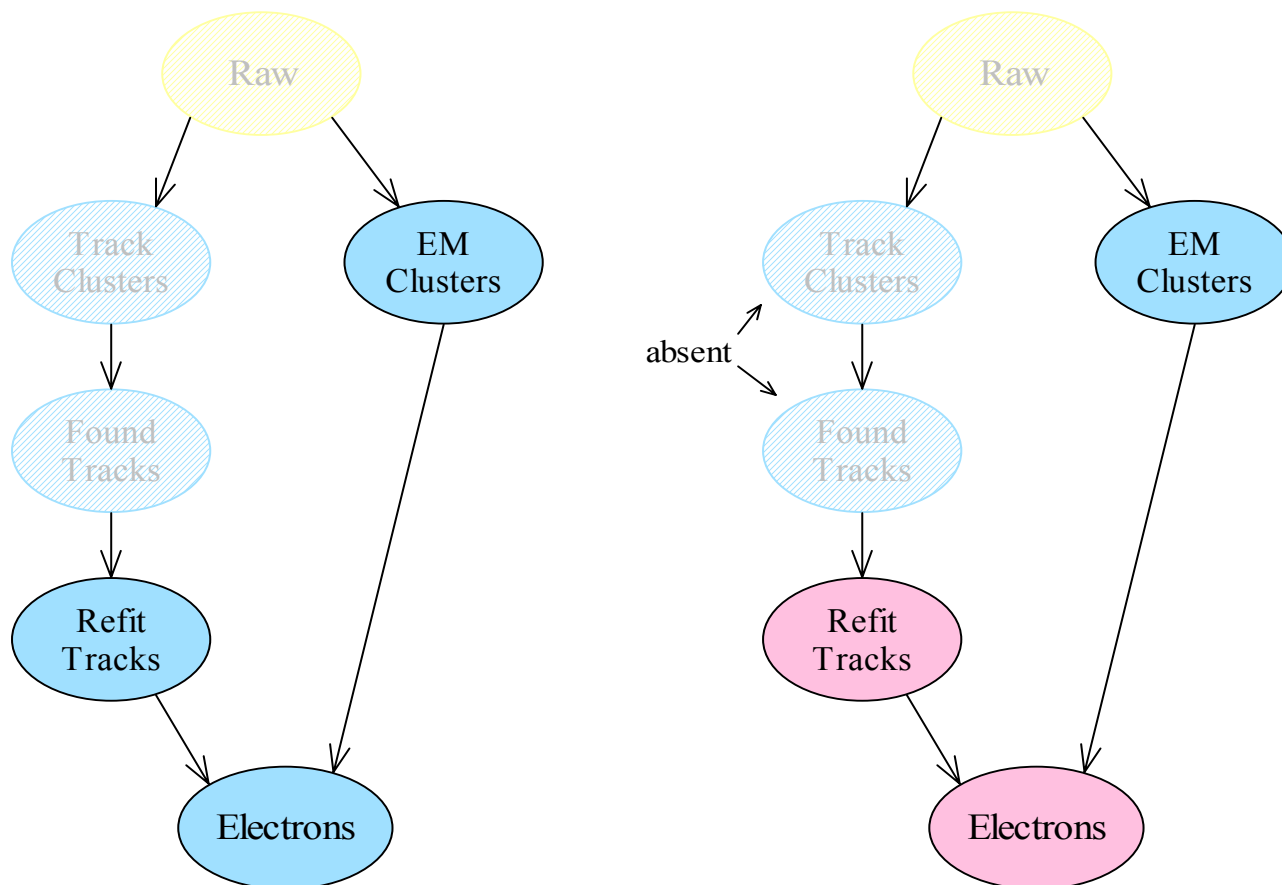 Raw
Track
Clusters
EM
Clusters
Found
Tracks
Refit
Tracks
Electrons
Raw
Track
Clusters
EM
Clusters
absent
Found
Tracks
Refit
Tracks
Electrons